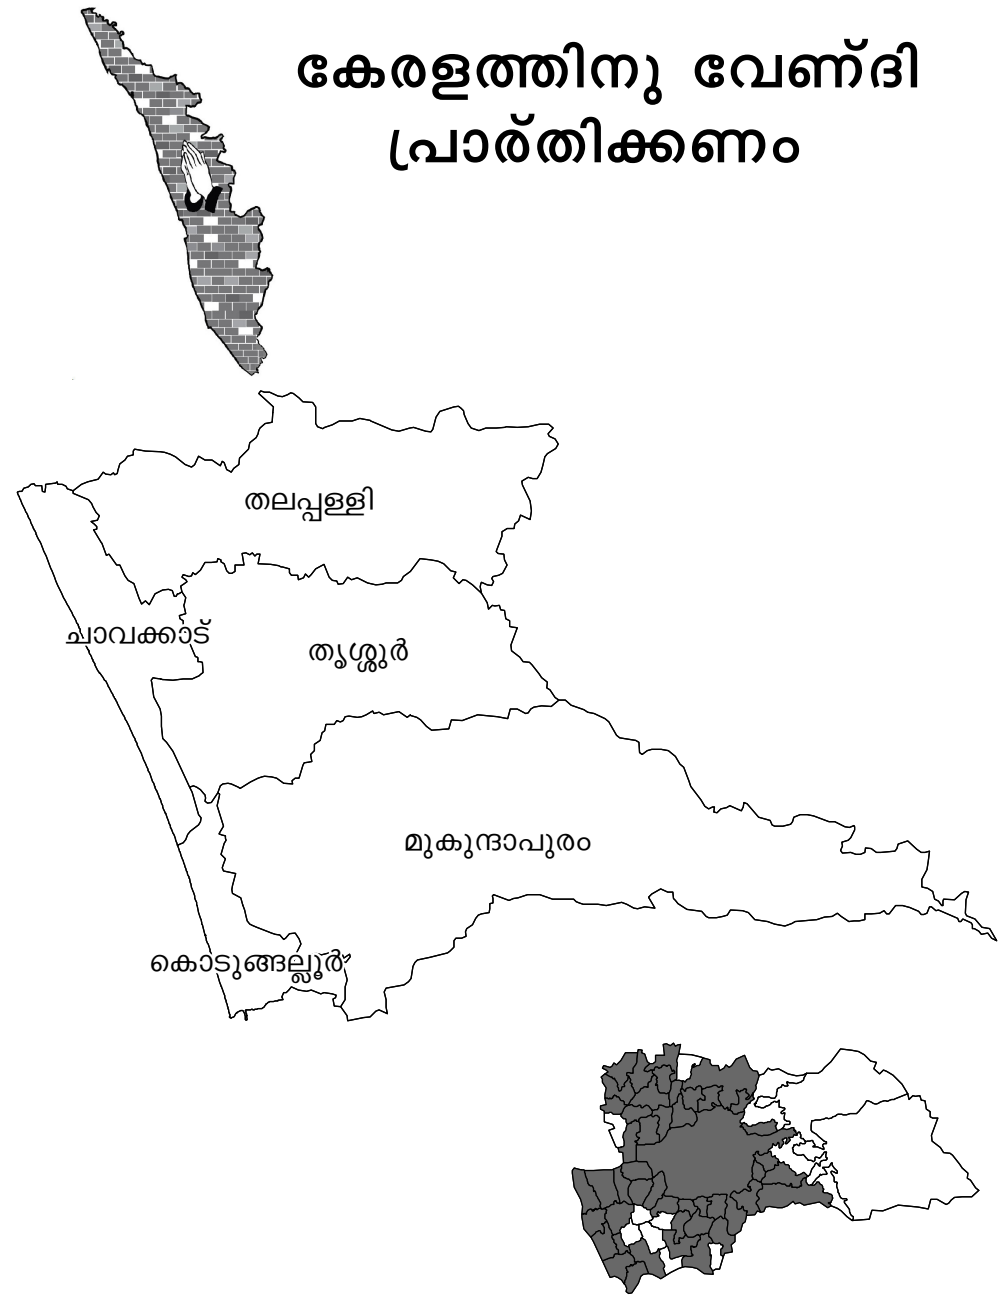 കേരളത്തിനു വേണ്ദി
പ്രാര്തിക്കണം
തലപ്പള്ളി
ചാവക്കാട്
തൃശ്ശുർ
മുകുന്ദാപുരം
കൊടുങ്ങല്ലൂർ